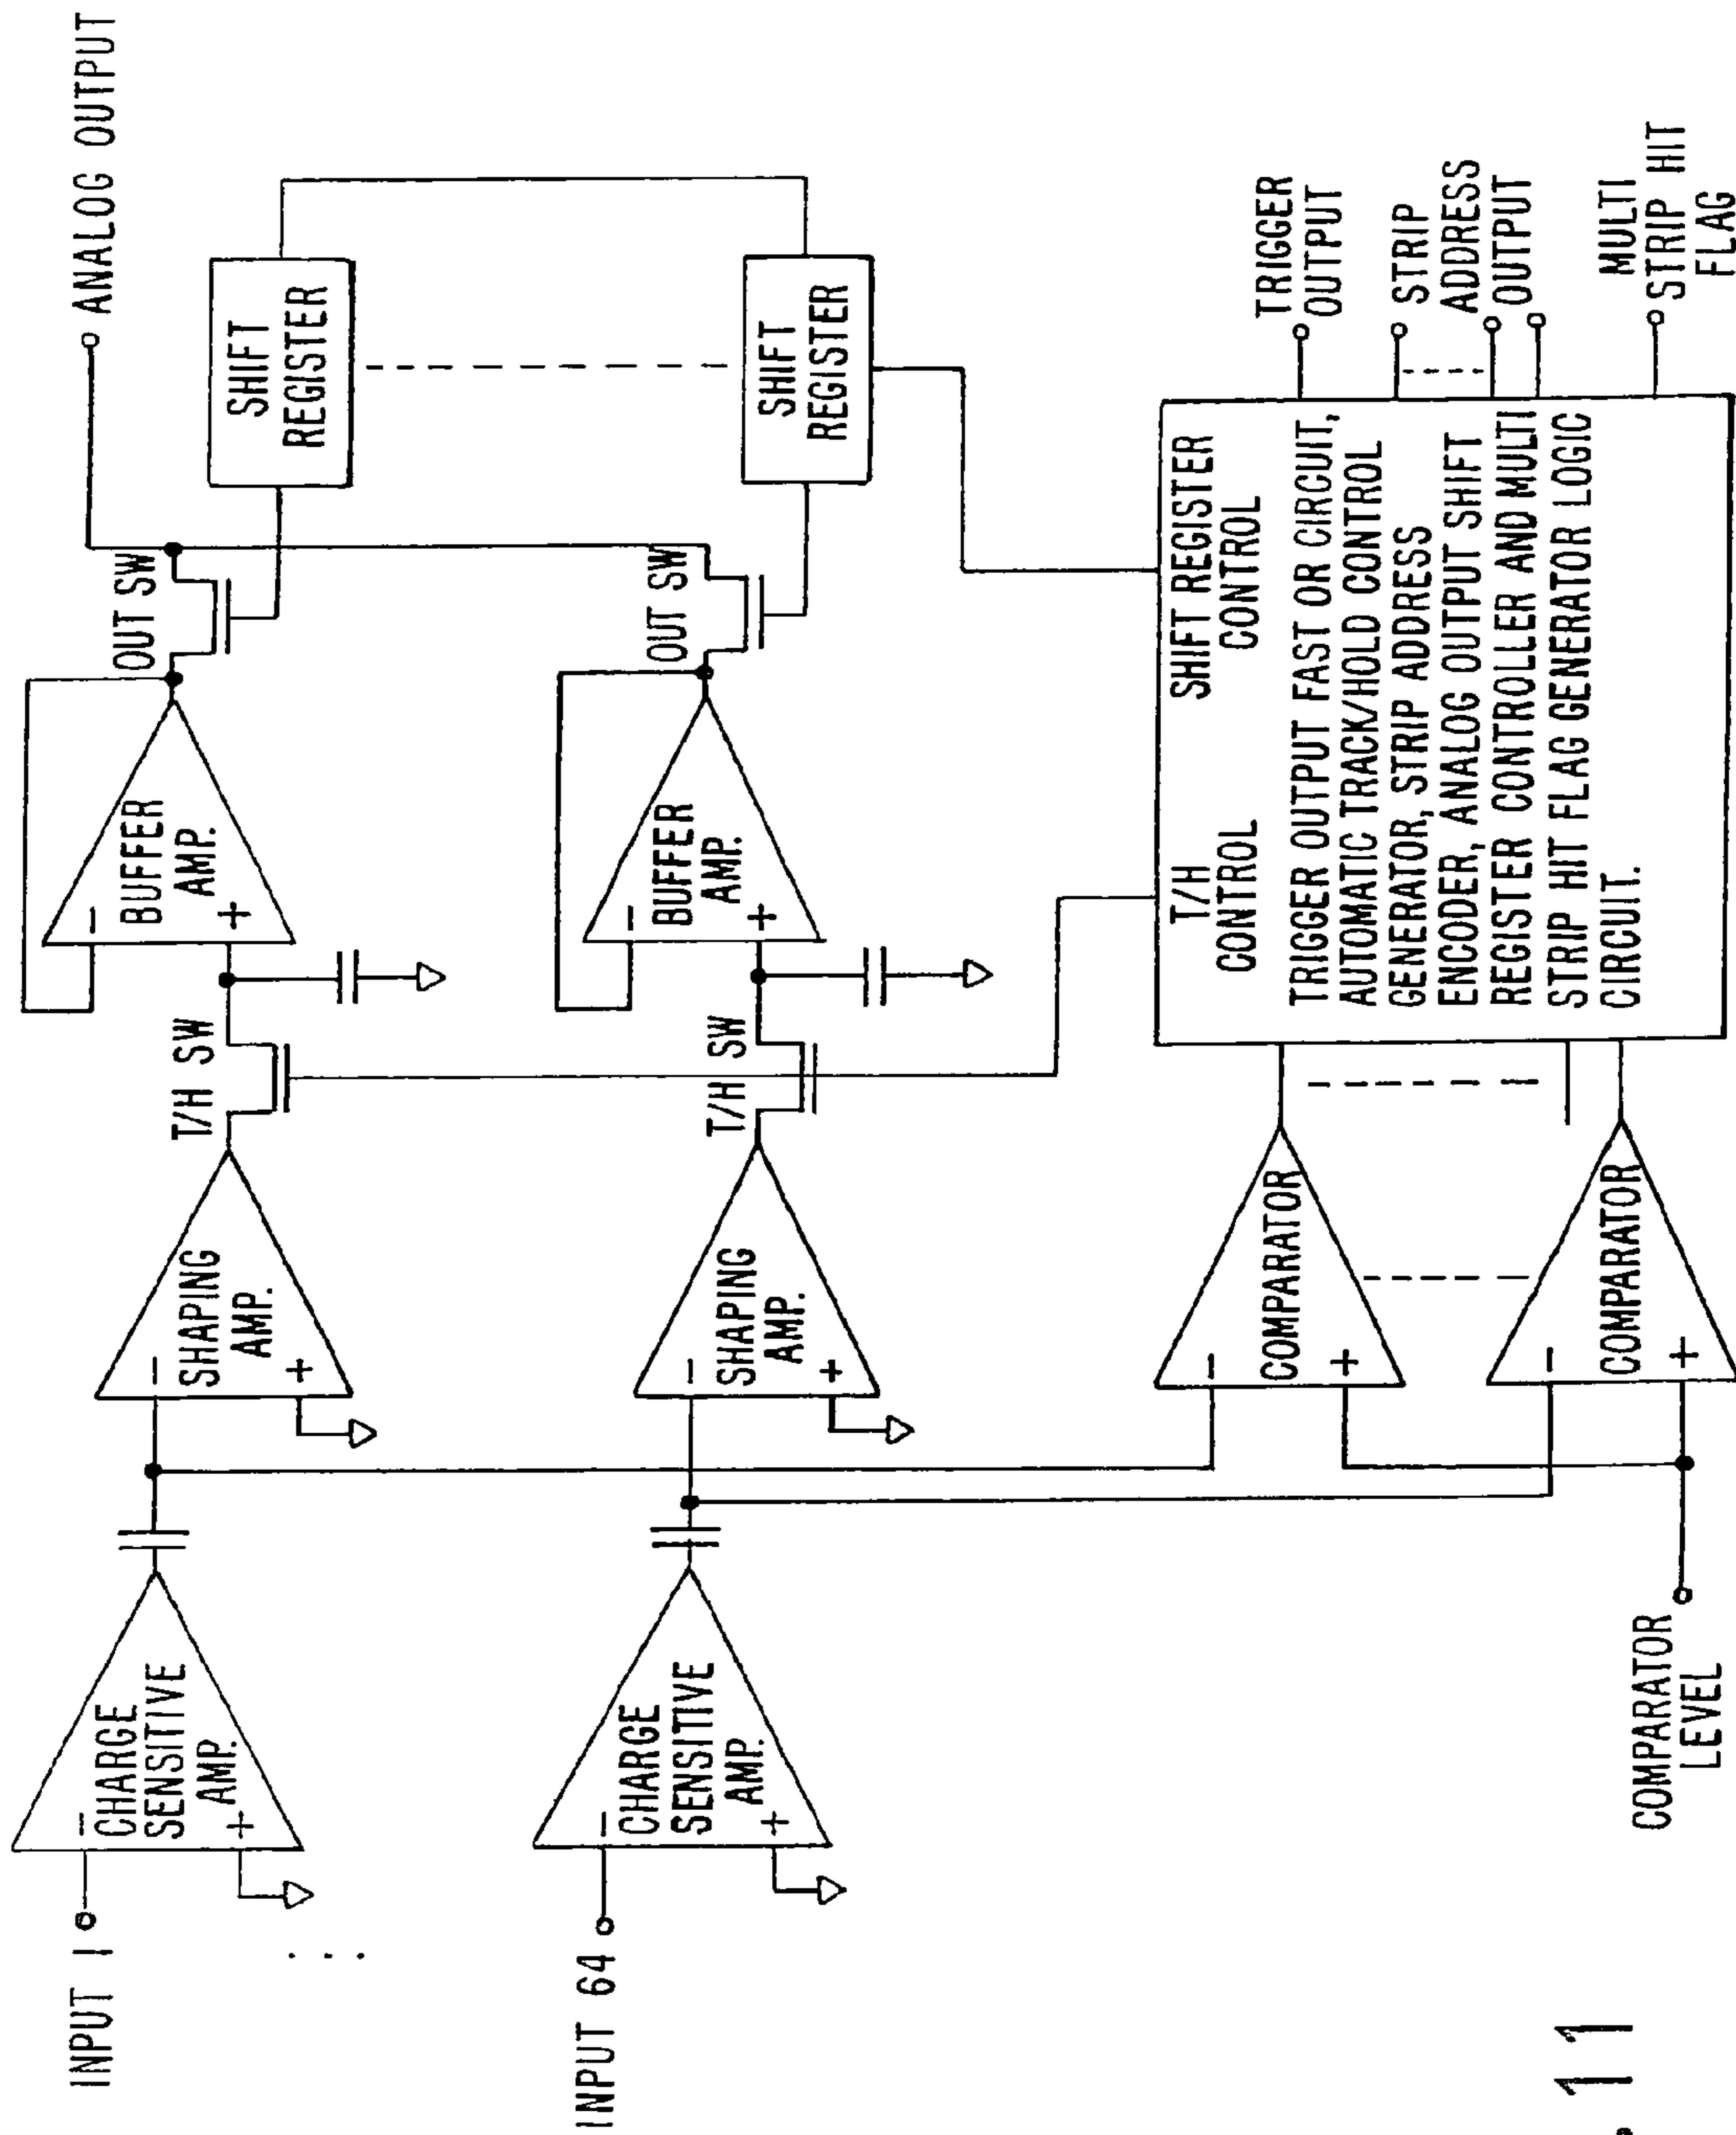 INPUT 1
CHARGE
SENSITIVE
AMP.
-
+
SHAPING
AMP.
-
+
T/H SW
BUFFER
AMP.
-
+
OUT SW
ANALOG OUTPUT
SHIFT
REGISTER
INPUT 64
CHARGE
SENSITIVE
AMP.
-
+
SHAPING
AMP.
-
+
T/H SW
BUFFER
AMP.
-
+
OUT SW
SHIFT
REGISTER
COMPARATOR
LEVEL
COMPARATOR
-
+
COMPARATOR
-
+
T/H
CONTROL
SHIFT REGISTER
CONTROL
TRIGGER OUTPUT FAST OR CIRCUIT,
AUTOMATIC TRACK/HOLD CONTROL
GENERATOR, STRIP ADDRESS
ENCODER, ANALOG OUTPUT SHIFT
REGISTER CONTROLLER AND MULTI
STRIP HIT FLAG GENERATOR LOGIC
CIRCUIT.
TRIGGER
OUTPUT
STRIP
ADDRESS
OUTPUT
MULTI
STRIP HIT
FLAG
. 11